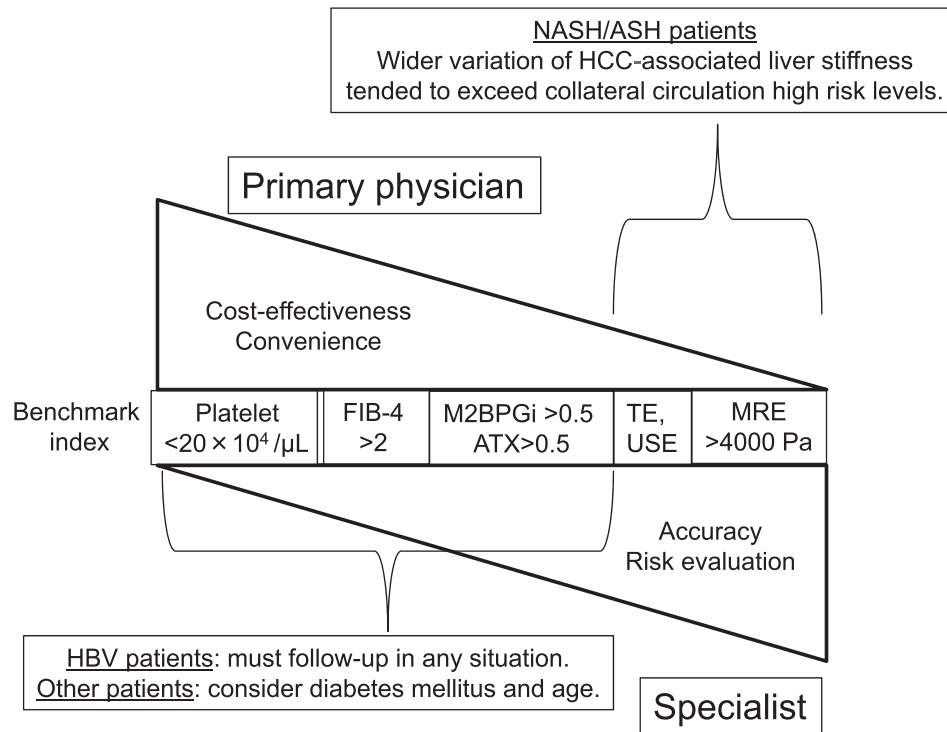 NASH/ASH patients
Wider variation of HCC-associated liver stiffness
tended to exceed collateral circulation high risk levels.
Primary physician
Cost-effectiveness
Convenience
Benchmark
index
Platelet
<20 × 10⁴ /μL
FIB-4
>2
M2BPGi >0.5
ATX>0.5
TE,
USE
MRE
>4000 Pa
Accuracy
Risk evaluation
HBV patients: must follow-up in any situation.
Other patients: consider diabetes mellitus and age.
Specialist